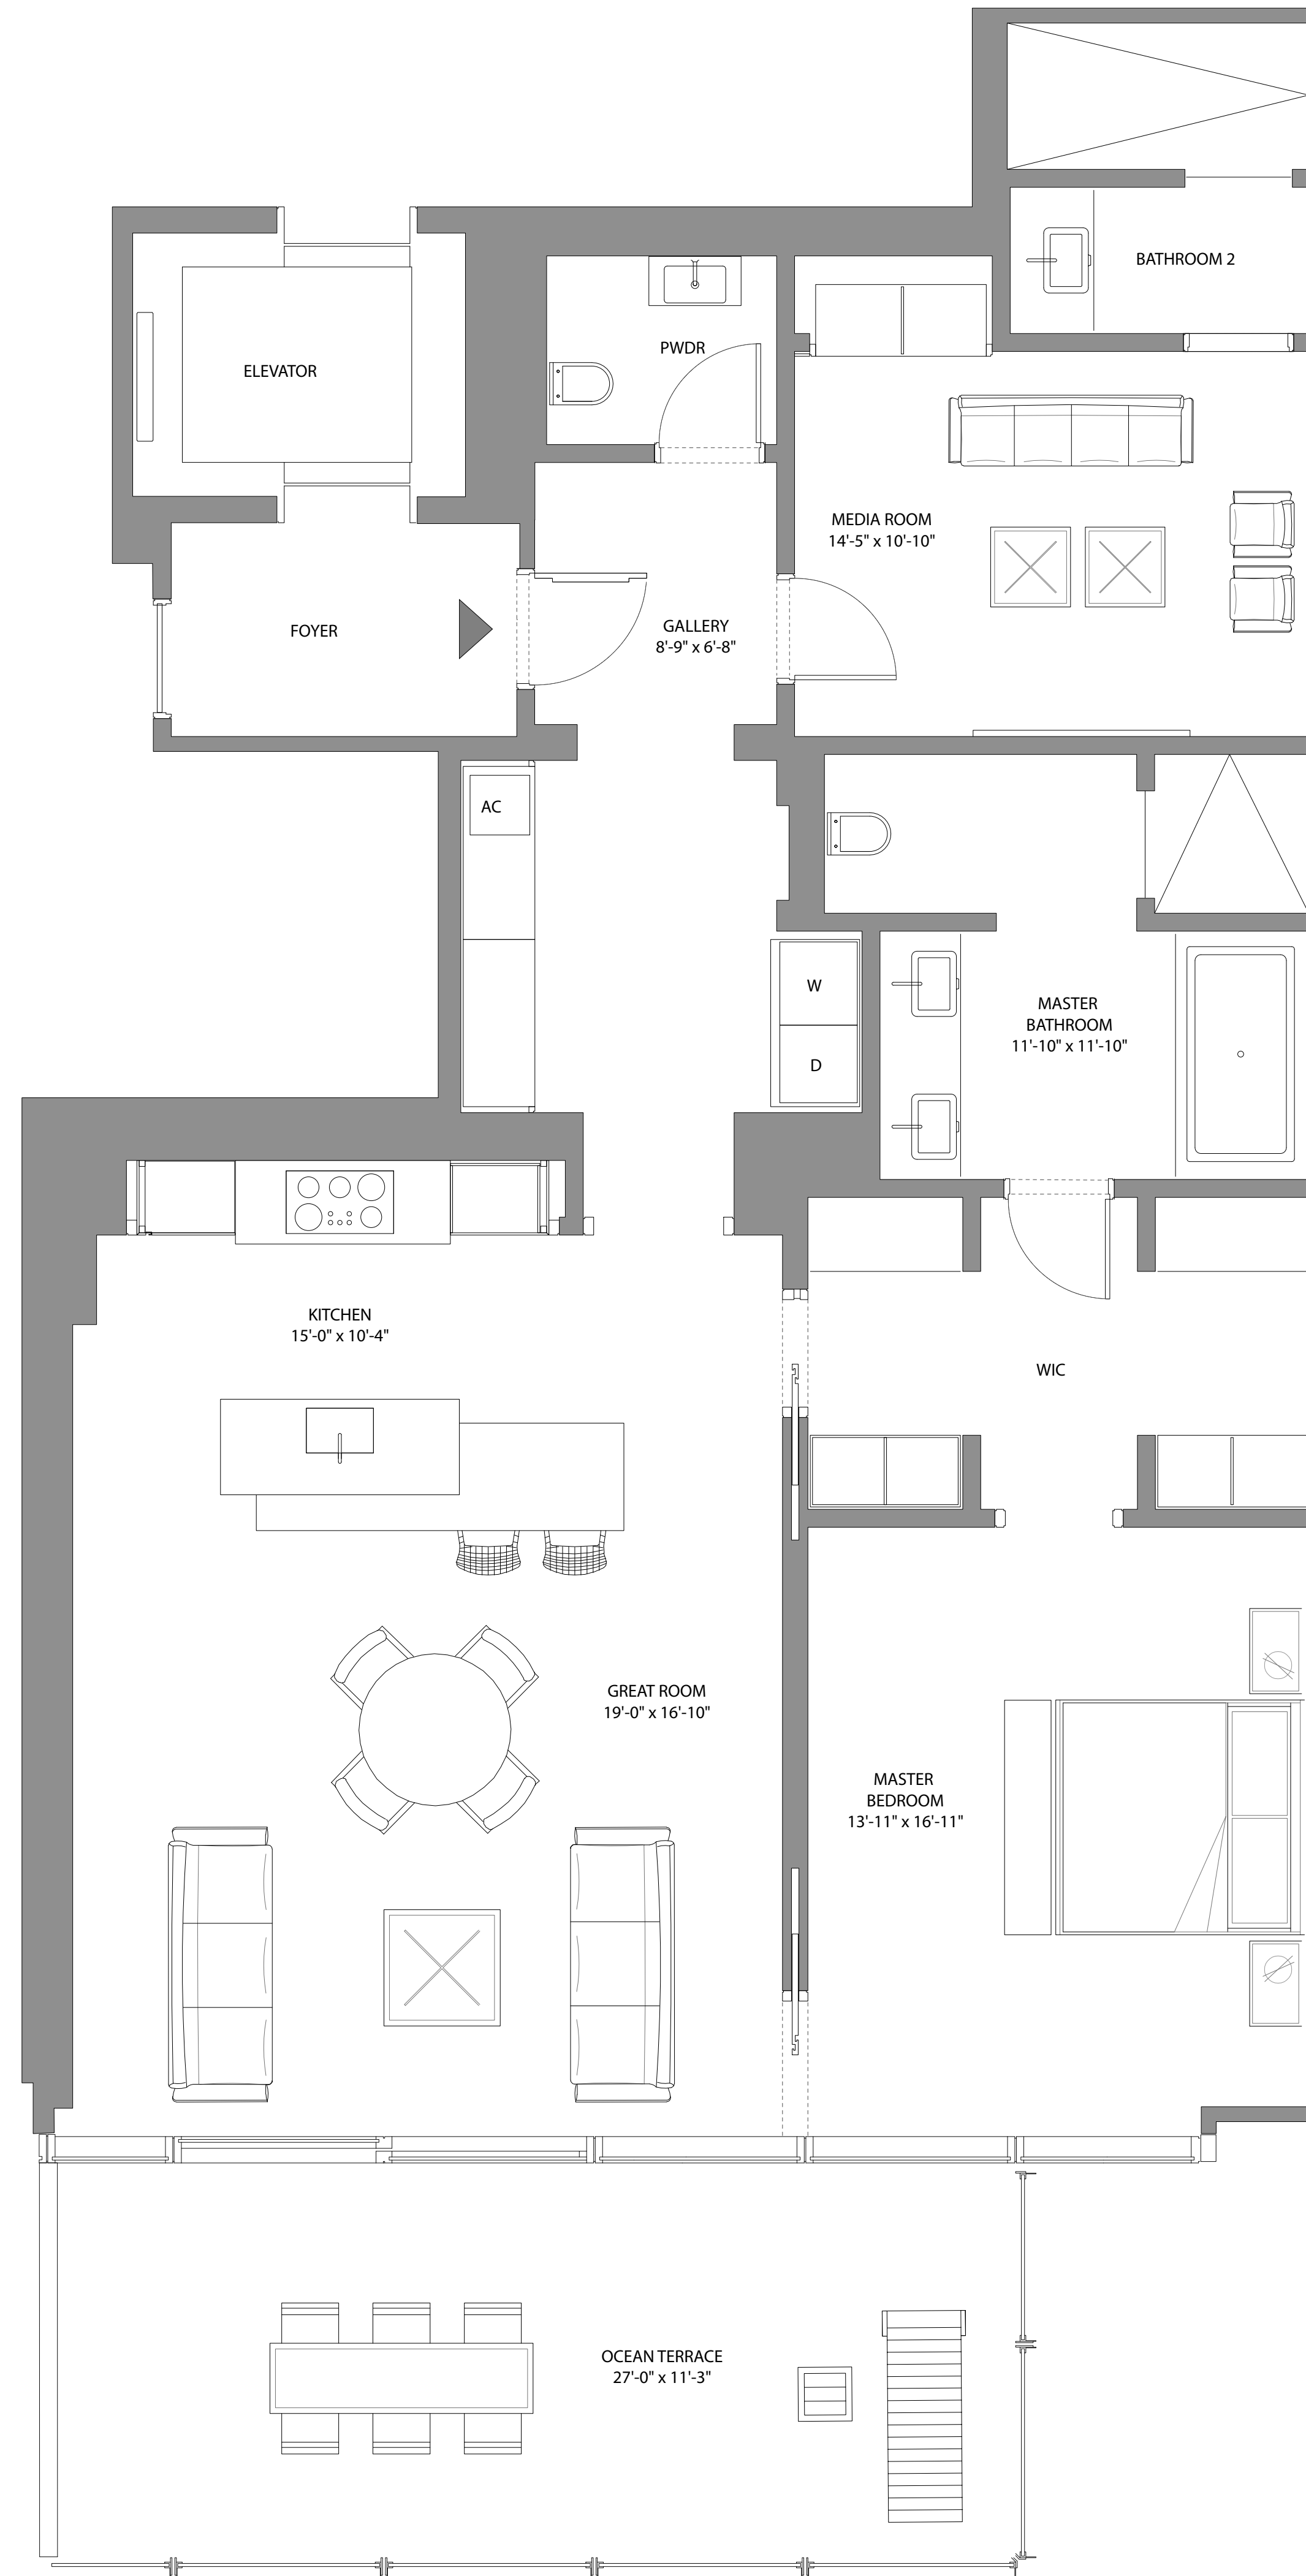 BATHROOM 2
PWDR
ELEVATOR
MEDIA ROOM
14'-5" x 10'-10"
FOYER
GALLERY
8'-9" x 6'-8"
AC
W
D
MASTER
BATHROOM
11'-10" x 11'-10"
KITCHEN
15'-0" x 10'-4"
WIC
GREAT ROOM
19'-0" x 16'-10"
MASTER
BEDROOM
13'-11" x 16'-11"
OCEAN TERRACE
27'-0" x 11'-3"